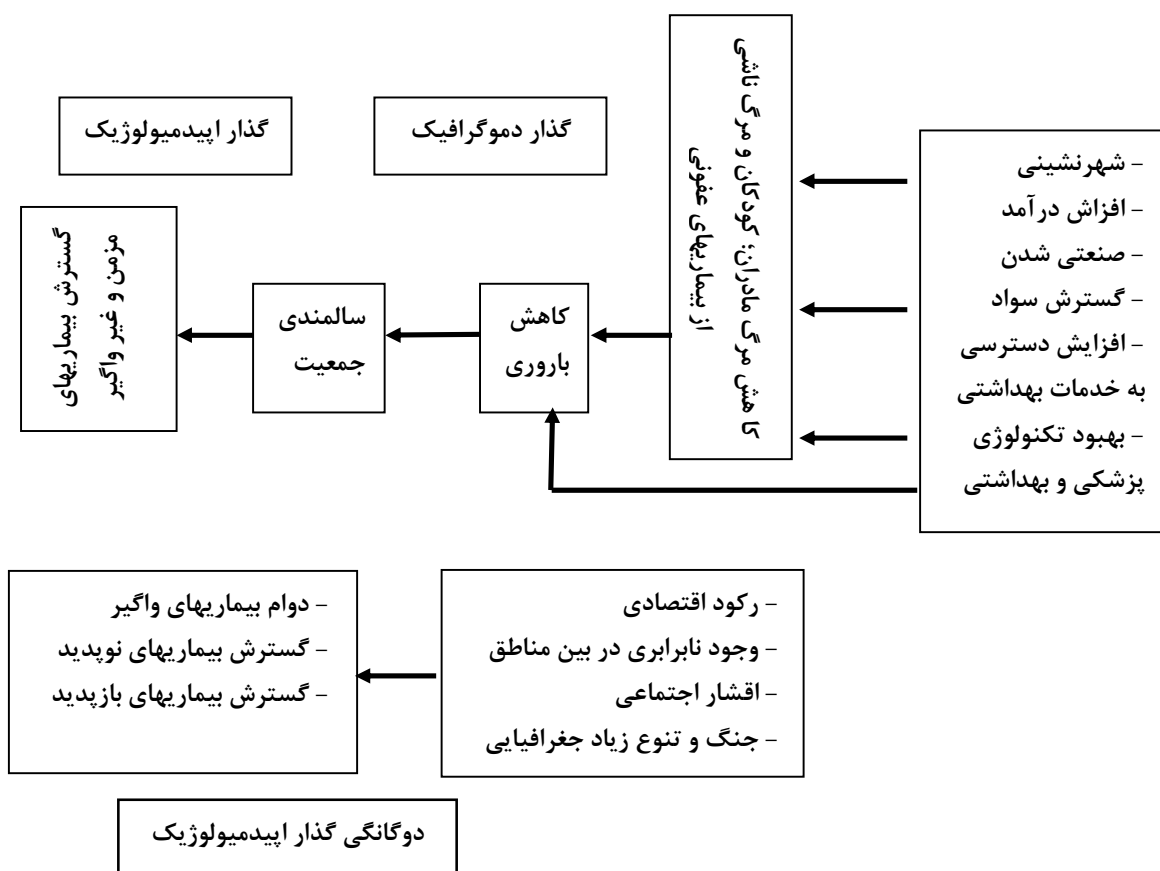 گذار دموگرافیک
گذار اپیدمیولوژیک
- شهرنشینی
- افزاش درآمد
- صنعتی شدن
- گسترش سواد
- افزایش دسترسی
به خدمات بهداشتی
- بهبود تکنولوژی
پزشکی و بهداشتی
کاهش مرگ مادران؛ کودکان و مرگ ناشی
از بیماریهای عفونی
کاهش
باروری
سالمندی
جمعیت
گسترش بیماریهای
مزمن و غیر واگیر
- رکود اقتصادی
- وجود نابرابری در بین مناطق
- اقشار اجتماعی
- جنگ و تنوع زیاد جغرافیایی
- دوام بیماریهای واگیر
- گسترش بیماریهای نوپدید
- گسترش بیماریهای بازپدید
دوگانگی گذار اپیدمیولوژیک